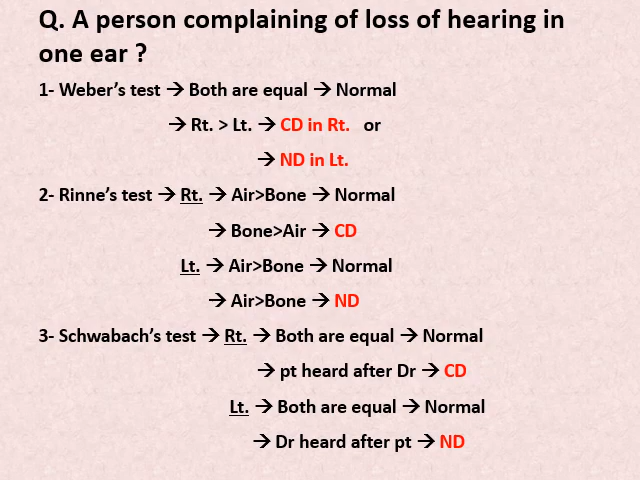 Q. A person complaining of loss of hearing in
one ear ?
1- Weber's test → Both are equal → Normal
→ Rt. > Lt. → CD in Rt. or
→ ND in Lt.
2- Rinne's test → Rt. → Air>Bone → Normal
→ Bone>Air → CD
Lt. → Air>Bone → Normal
→ Air>Bone → ND
3- Schwabach's test → Rt. → Both are equal → Normal
→ pt heard after Dr → CD
Lt. → Both are equal → Normal
→ Dr heard after pt → ND